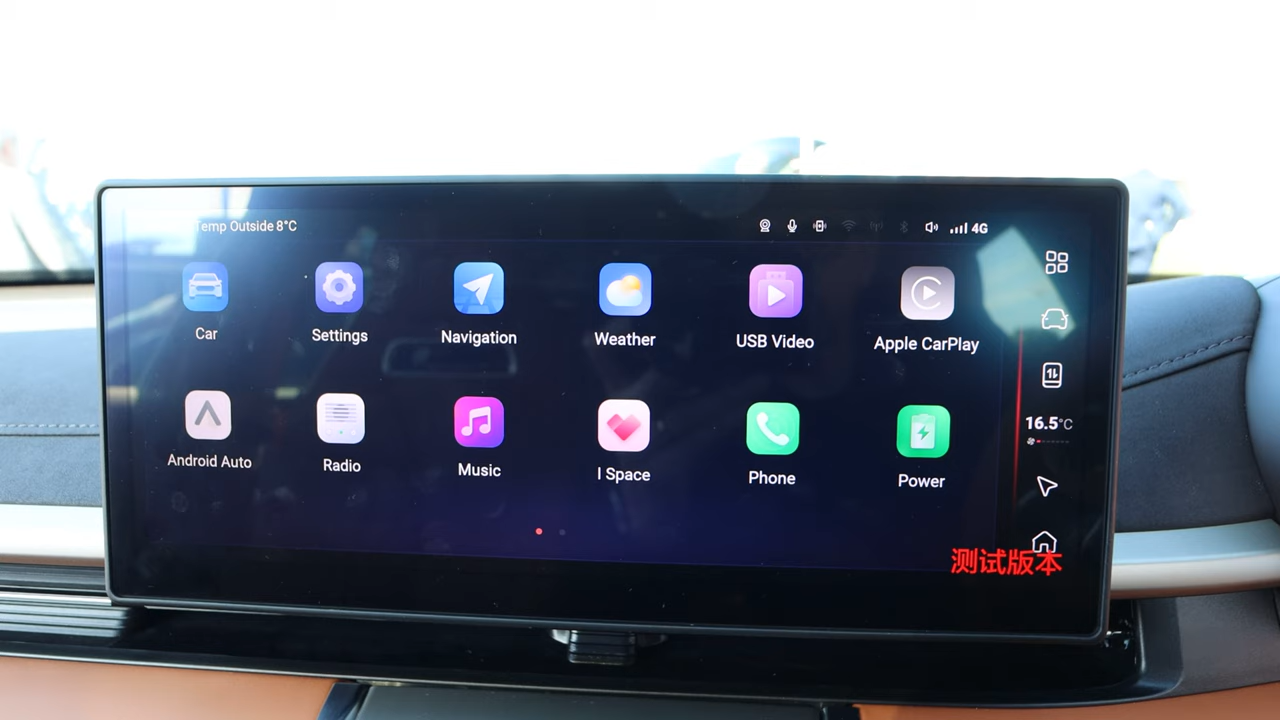 Temp Outside 8°C
4G
Car
Settings
Navigation
Weather
USB Video
Apple CarPlay
Android Auto
Radio
Music
I Space
Phone
Power
16.5°C
测试版本